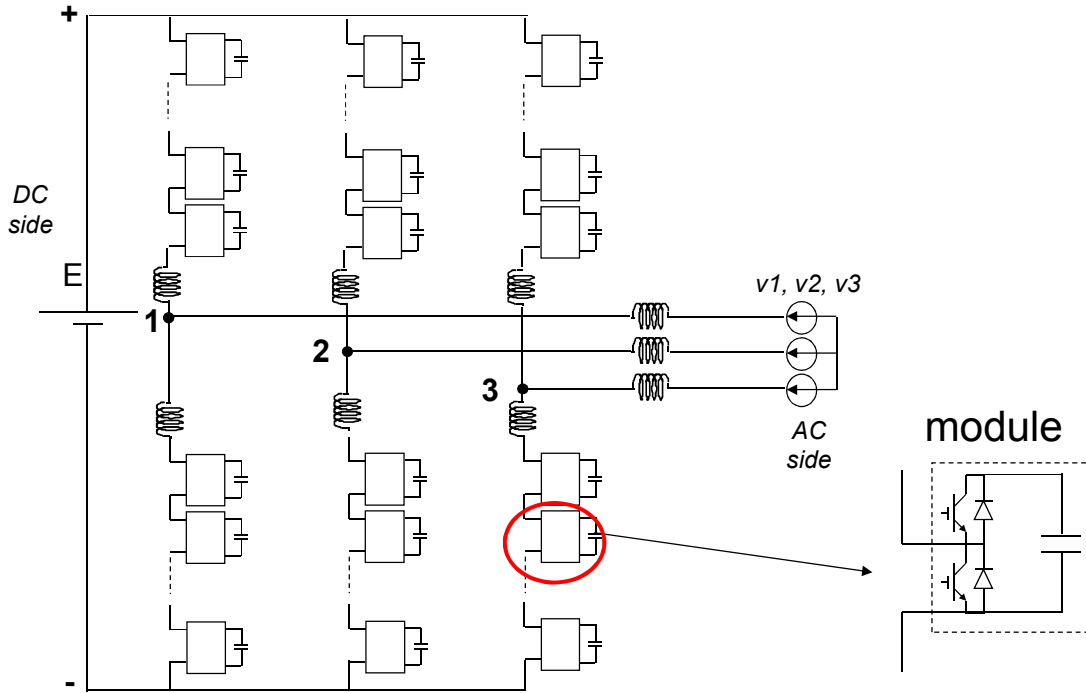 +
DC
side
E
1
2
3
v1, v2, v3
AC
side
module
-